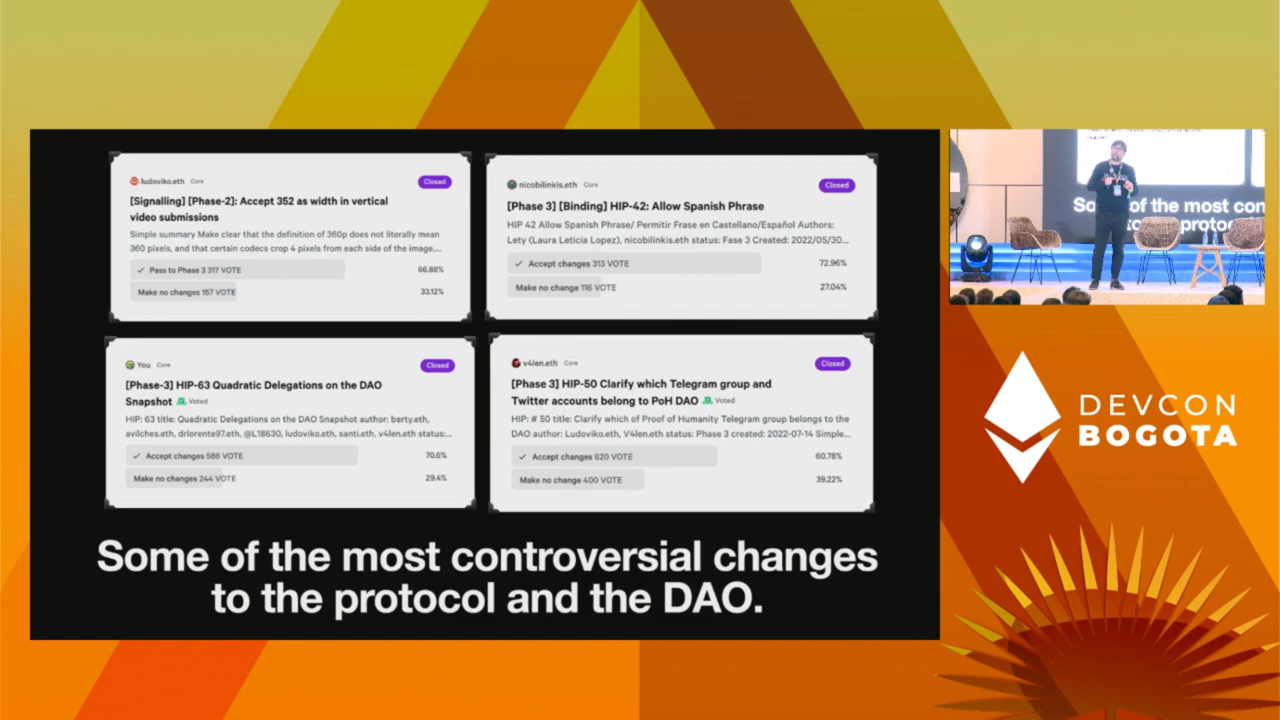 ludoviko.eth Core
Closed
[Signalling] [Phase-2]: Accept 352 as width in vertical
video submissions
Simple summary Make clear that the definition of 360p does not literally mean
360 pixels, and that certain codecs crop 4 pixels from each side of the image....
✓ Pass to Phase 3 317 VOTE 66.88%
Make no changes 157 VOTE 33.12%
nicobilinkis.eth Core
Closed
[Phase 3] [Binding] HIP-42: Allow Spanish Phrase
HIP 42 Allow Spanish Phrase/ Permitir Frase en Castellano/Español Authors:
Lety (Laura Leticia Lopez), nicobilinkis.eth status: Fase 3 Created: 2022/05/30...
✓ Accept changes 313 VOTE 72.96%
Make no change 116 VOTE 27.04%
You Core
Closed
[Phase-3] HIP-63 Quadratic Delegations on the DAO
Snapshot Voted
HIP: 63 title: Quadratic Delegations on the DAO Snapshot author: berty.eth,
avilches.eth, drlorente97.eth, @L18630, ludoviko.eth, santi.eth, v4len.eth status:...
✓ Accept changes 586 VOTE 70.6%
Make no changes 244 VOTE 29.4%
v4len.eth Core
Closed
[Phase 3] HIP-50 Clarify which Telegram group and
Twitter accounts belong to PoH DAO Voted
HIP: # 50 title: Clarify which of Proof of Humanity Telegram group belongs to the
DAO author: Ludoviko.eth, V4len.eth status: Phase 3 created: 2022-07-14 Simple...
✓ Accept changes 620 VOTE 60.78%
Make no change 400 VOTE 39.22%
Some of the most controversial changes
to the protocol and the DAO.
So of the most con
to protoc
DEVCON
BOGOTA